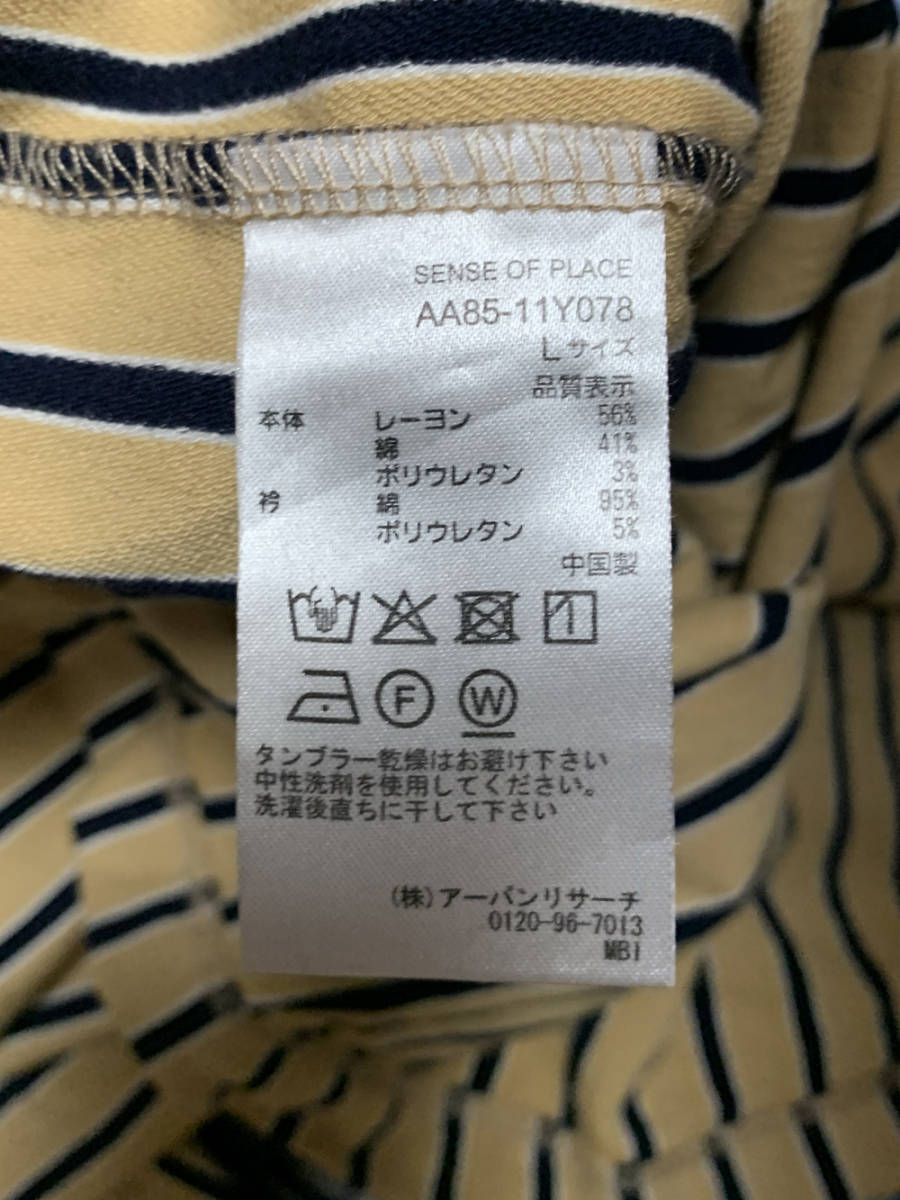 SENSE OF PLACE
AA85-11Y078
Lサイズ
品質表示
本体 レーヨン 56%
綿 41%
ポリウレタン 3%
衿 綿 95%
ポリウレタン 5%
中国製
F W
タンブラー乾燥はお避け下さい
中性洗剤を使用してください。
洗濯後直ちに干して下さい
(株)アーバンリサーチ
0120-96-7013
MB1